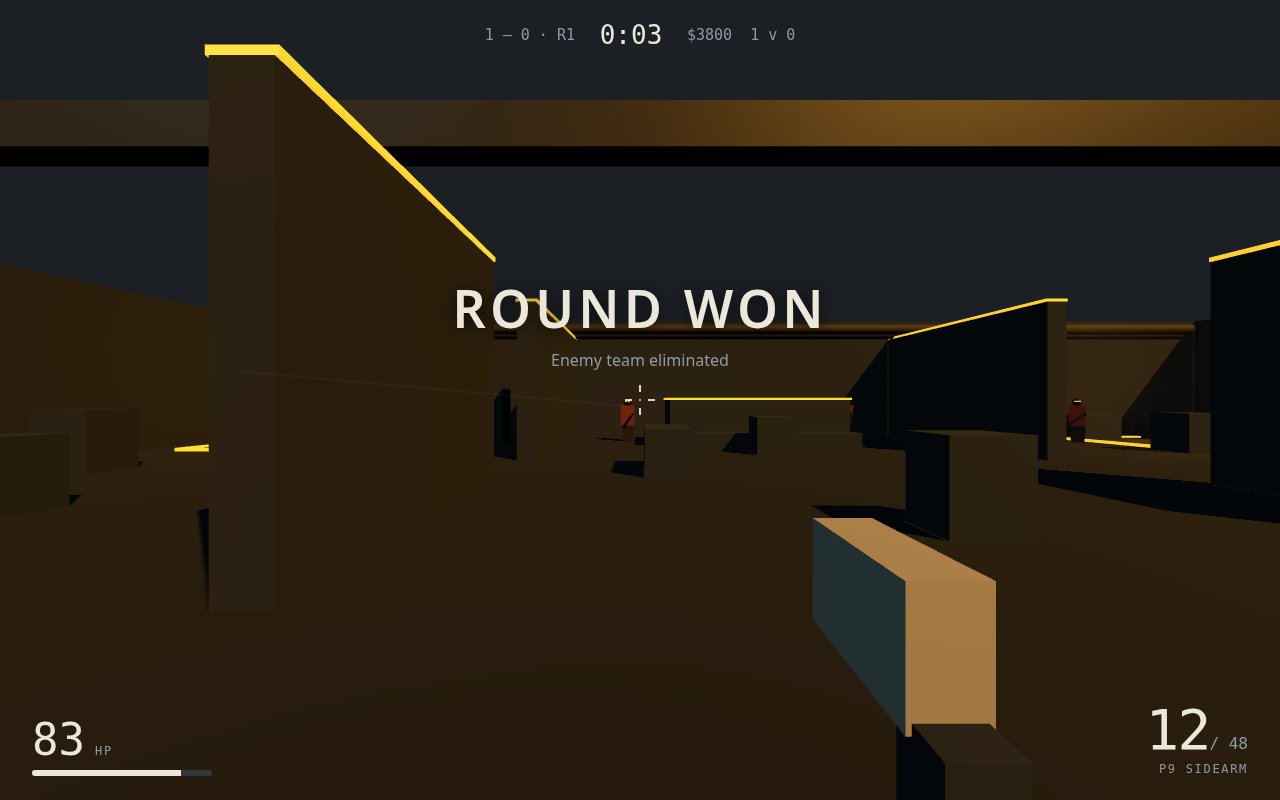 1 – 0 · R1 0:03 $3800 1 v 0
ROUND WON
Enemy team eliminated
83 HP
12 / 48
P9 SIDEARM